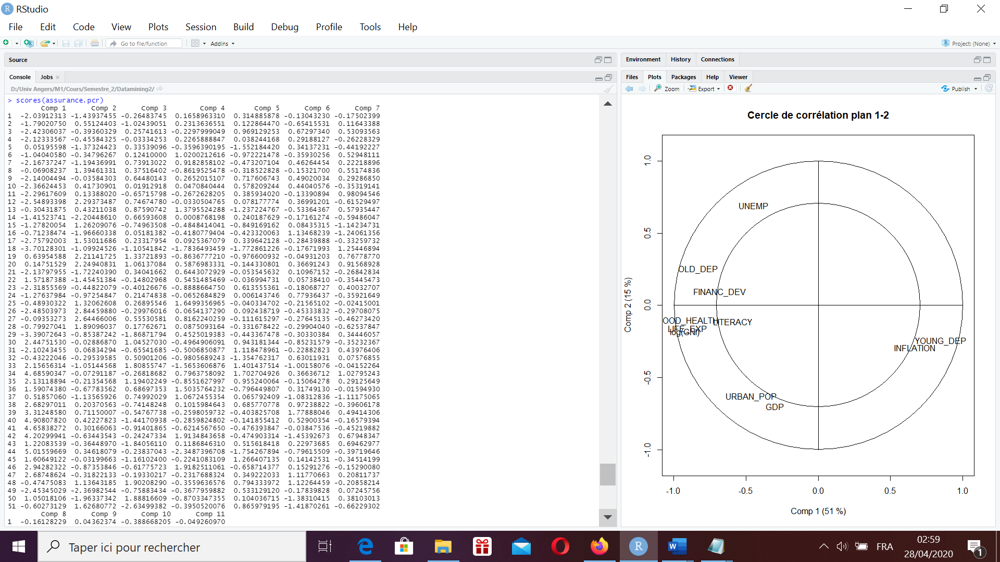 RStudio
File Edit Code View Plots Session Build Debug Profile Tools Help
Go to file/function Addins Project: (None)
Source
Console Jobs
D:/Univ Angers/M1/Cours/Semestre_2/Datamining2/
> scores(assurance.pcr)
Comp 1 Comp 2 Comp 3 Comp 4 Comp 5 Comp 6 Comp 7
1 -2.03912313 -1.43937455 -0.26483745 0.1658963310 0.314885878 -0.13043230 -0.17502399
2 -1.79020750 0.55124403 -1.02439051 0.2313636551 0.122864470 -0.65415531 0.11643388
3 -2.42306037 -0.39360329 0.25741613 -0.2297999049 0.969129253 0.67297340 0.53093563
4 -2.12333567 -0.45584325 -0.03334253 0.2265888847 0.038244168 0.29188127 -0.26228329
5 0.05195598 -1.37324423 0.33539096 -0.3596390195 -1.552184420 0.34137231 -0.44192227
6 -1.04040580 -0.34796267 0.12410000 1.0200212616 -0.972221478 -0.35930256 0.52948111
7 -2.16737247 -1.19436991 0.73913022 0.9182858102 -0.473207104 0.46264454 0.22218896
8 -0.06908237 1.39461331 0.37516402 -0.8619525478 -0.318522828 -0.15321700 0.55174836
9 -2.14004494 -0.03584303 0.64480143 0.2652015107 0.717606743 0.49020034 0.29286850
10 -2.36624453 0.41730901 0.01912918 0.0470840444 0.578209244 0.44040576 -0.35319141
11 -2.29617609 0.13388020 -0.65715798 -0.2672628205 0.385934020 -0.13390894 0.98094546
12 -2.54893398 2.29373487 0.74674780 -0.0330504765 0.078177774 0.36991201 -0.61529497
13 -0.30431875 0.43211038 0.87590742 1.3795524288 -1.237224767 -0.53364367 0.57935447
14 -1.41523741 -2.20448610 0.66593608 0.0008768198 0.240187629 -0.17161274 -0.59486047
15 -1.27820054 1.26209076 -0.74963508 -0.4848414041 -0.849169162 0.08435315 -1.14234731
16 -0.71238474 -1.96660338 0.05181382 -0.4180779404 -0.423320063 1.13468239 -1.24061356
17 -2.75792003 1.53011686 0.23317954 0.0925367079 0.339642128 -0.28439888 -0.33259732
18 -3.70128301 -1.09924526 -1.10541842 -1.7836493459 -1.772861226 -0.17671993 1.25446894
19 0.63954588 2.21141725 1.33721893 -0.8636777210 -0.976600932 -0.04931203 0.76778770
20 0.14751529 2.24940831 1.06137084 0.5876983331 -0.144330801 0.36691243 0.91568928
21 -2.13797955 -1.72240390 0.34041662 0.6443072929 -0.053545632 0.10967152 -0.26842834
22 1.57187388 -1.45451384 -0.14802968 0.5451485469 -0.036994731 0.05738410 -0.35445473
23 -2.31855569 -0.44822079 -0.40126676 -0.8888664750 0.613555361 -0.18068727 0.40032707
24 -1.27637984 -0.97254847 0.21474838 -0.0652684829 0.006143746 0.77936437 -0.35921649
25 -0.48930322 1.32062608 0.26895546 1.6499356965 -0.040334702 -0.21565102 -0.02415001
26 -2.48503973 2.84459880 -0.29976016 0.0654137290 0.092438719 -0.45333832 -0.29708075
27 -0.09353273 2.64466006 0.55530581 0.8162240259 -0.111615297 -0.27645135 -0.46273420
28 -0.79927041 1.89096037 0.17762671 0.0875093164 -0.331678422 -0.29904040 -0.62537847
29 -3.39072643 -0.85387242 -1.86871794 0.4525019383 -0.443367478 -0.30330384 0.34446057
30 2.44751530 -0.02886870 1.04527030 -0.4964906091 0.943181344 -0.85231579 -0.35232367
31 -2.10243455 0.06834294 -0.65541685 -0.5006850877 1.118478961 -0.22882823 0.43976406
32 -0.43222046 -0.29539585 0.50901206 -0.9805689243 -1.354762317 0.63011931 0.07576855
33 2.15656314 -1.05144568 1.80855747 -1.5653606876 1.401437514 -1.00158076 -0.04152264
34 4.68590347 -0.07291187 -0.26818682 0.7963758092 1.702704926 0.36636712 1.02795243
35 2.13118894 -0.21354568 1.19402249 -0.8551627997 0.955240064 -0.15064278 0.29125649
36 1.59074380 -0.67783562 0.68697353 1.5035764232 -0.796449807 0.31749130 -0.01594930
37 0.51857060 -1.13565926 0.74992029 1.0672455354 0.065792409 -1.08312836 -1.11175065
38 2.68297011 0.20370563 -0.74148248 0.1015984643 0.685770778 0.97238822 -0.39606178
39 3.31248580 0.71150007 -0.54767738 -0.2598059732 -0.403825708 1.77888046 0.49414306
40 4.90807820 0.42227823 -1.44170938 -0.2859824802 -0.141855412 0.52900354 -0.16579394
41 4.65838272 0.30166063 -0.91401865 -0.6214567650 -0.476393847 -0.03847536 -0.45219882
42 4.20299941 -0.63443543 -0.24247334 1.9134843658 -0.474903314 -1.45392673 0.67948347
43 1.22083539 -0.36448970 -1.84056110 0.1186846310 0.515618418 0.22973685 0.69462977
44 5.01559669 0.34618079 -0.23837043 -2.3487396708 -1.754267894 -0.79615509 -0.39719646
45 1.60649122 -0.03199663 -1.16102400 -0.2241083109 1.266407135 0.14142531 -0.34514199
46 2.94282322 -0.87353846 -0.61775723 1.9182511061 -0.658714377 0.15291276 -0.15290080
47 2.68748624 -0.31822133 -0.19330217 -0.2317688324 0.349222033 1.11770663 0.20811737
48 -0.47475083 1.13643185 1.90208290 -0.3559636576 0.794333972 1.12264459 -0.20858214
49 -2.45345029 -2.36982544 -0.75883434 -0.3677959882 0.533129120 -0.17839828 0.07245756
50 1.05018106 -1.96337342 1.88816609 -0.8703347355 0.104036715 -1.38310415 0.38103013
51 -0.60273129 1.62680772 -2.63499382 -0.3950520076 0.865979195 -1.41870261 -0.66229302
Comp 8 Comp 9 Comp 10 Comp 11
1 -0.16128229 0.04362374 -0.388668205 -0.049260970
Environment History Connections
Files Plots Packages Help Viewer
Zoom Export Publish
Cercle de corrélation plan 1-2
UNEMP
OLD_DEP
FINANC_DEV
OOD_HEALTH LITERACY
LIFE_EXP
log(GNI)
YOUNG_DEP
INFLATION
URBAN_POP
GDP
1.0
0.5
0.0
-0.5
-1.0
Comp 2 (15 %)
-1.0 -0.5 0.0 0.5 1.0
Comp 1 (51 %)
Taper ici pour rechercher
FRA
02:59
28/04/2020
1